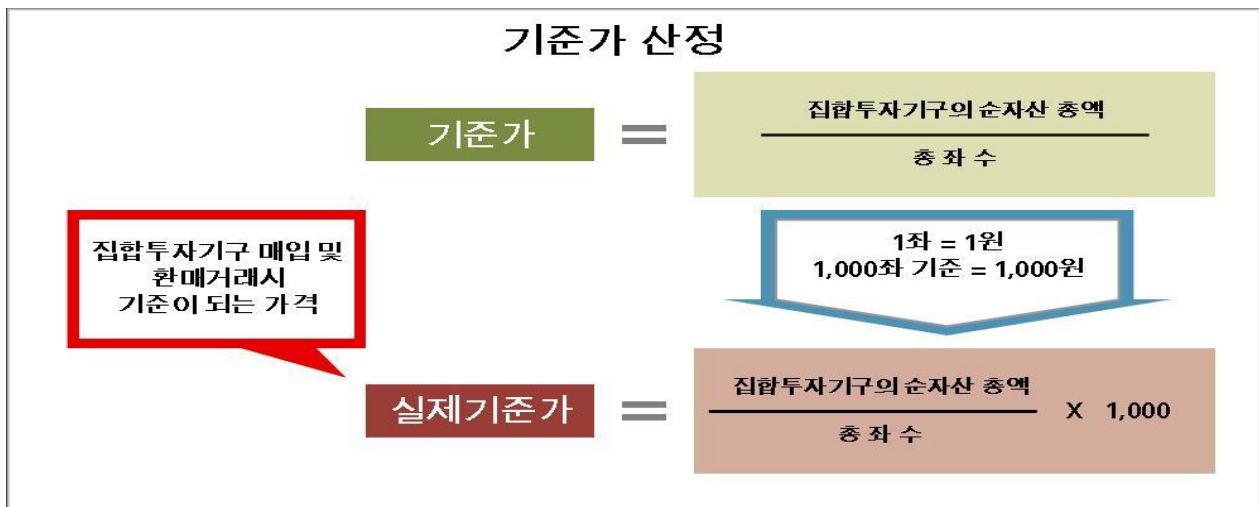 기준가 산정
기준가 = 집합투자기구의 순자산 총액
총 좌 수
1좌 = 1원
1,000좌 기준 = 1,000원
집합투자기구 매입 및
환매거래시
기준이 되는 가격
실제기준가 = 집합투자기구의 순자산 총액
총 좌 수
X 1,000